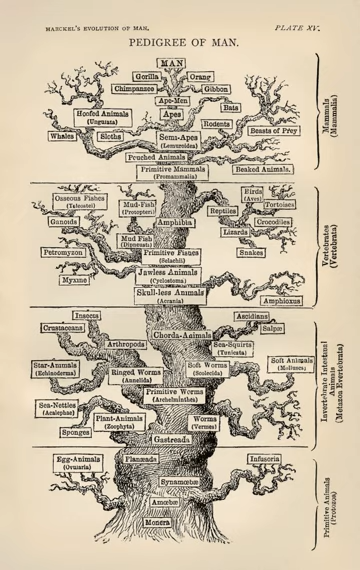 HAECKEL'S EVOLUTION OF MAN.
PLATE XV.
PEDIGREE OF MAN.
MAN
Gorilla
Orang
Chimpanzee
Gibbon
Ape-Men
Bats
Hoofed Animals
(Ungulata)
Apes
Rodents
Whales
Sloths
Semi-Apes
(Lemuroidea)
Beasts of Prey
Pouched Animals
Primitive Mammals
(Promammalia)
Beaked Animals.
Mammals
(Mammalia)
Osseous Fishes
(Teleostei)
Mud-Fish
(Protopteri)
Birds
(Aves)
Tortoises
Reptiles
Ganoids
Amphibia
Crocodiles
Lizards
Mud Fish
(Dipneusta)
Petromyzon
Primitive Fishes
(Selachii)
Snakes
Myxine
Jawless Animals
(Cyclostoma)
Skull-less Animals
(Acrania)
Amphioxus
Vertebrates
(Vertebrata)
Insects
Ascidians
Crustaceans
Salpæ
Chorda-Animals
Arthropods
Sea-Squirts
(Tunicata)
Star-Animals
(Echinoderma)
Ringed Worms
(Annelida)
Soft Worms
(Scolecida)
Soft Animals
(Mollusca)
Primitive Worms
(Archelminthes)
Sea-Nettles
(Acalephae)
Plant-Animals
(Zoophyta)
Worms
(Vermes)
Sponges
Gastreada
Invertebrate Intestinal
Animals
(Metazoa Evertebrata)
Egg-Animals
(Ovularia)
Planæada
Infusoria
Synamœbæ
Amœbæ
Monera
Primitive Animals
(Protozoa)